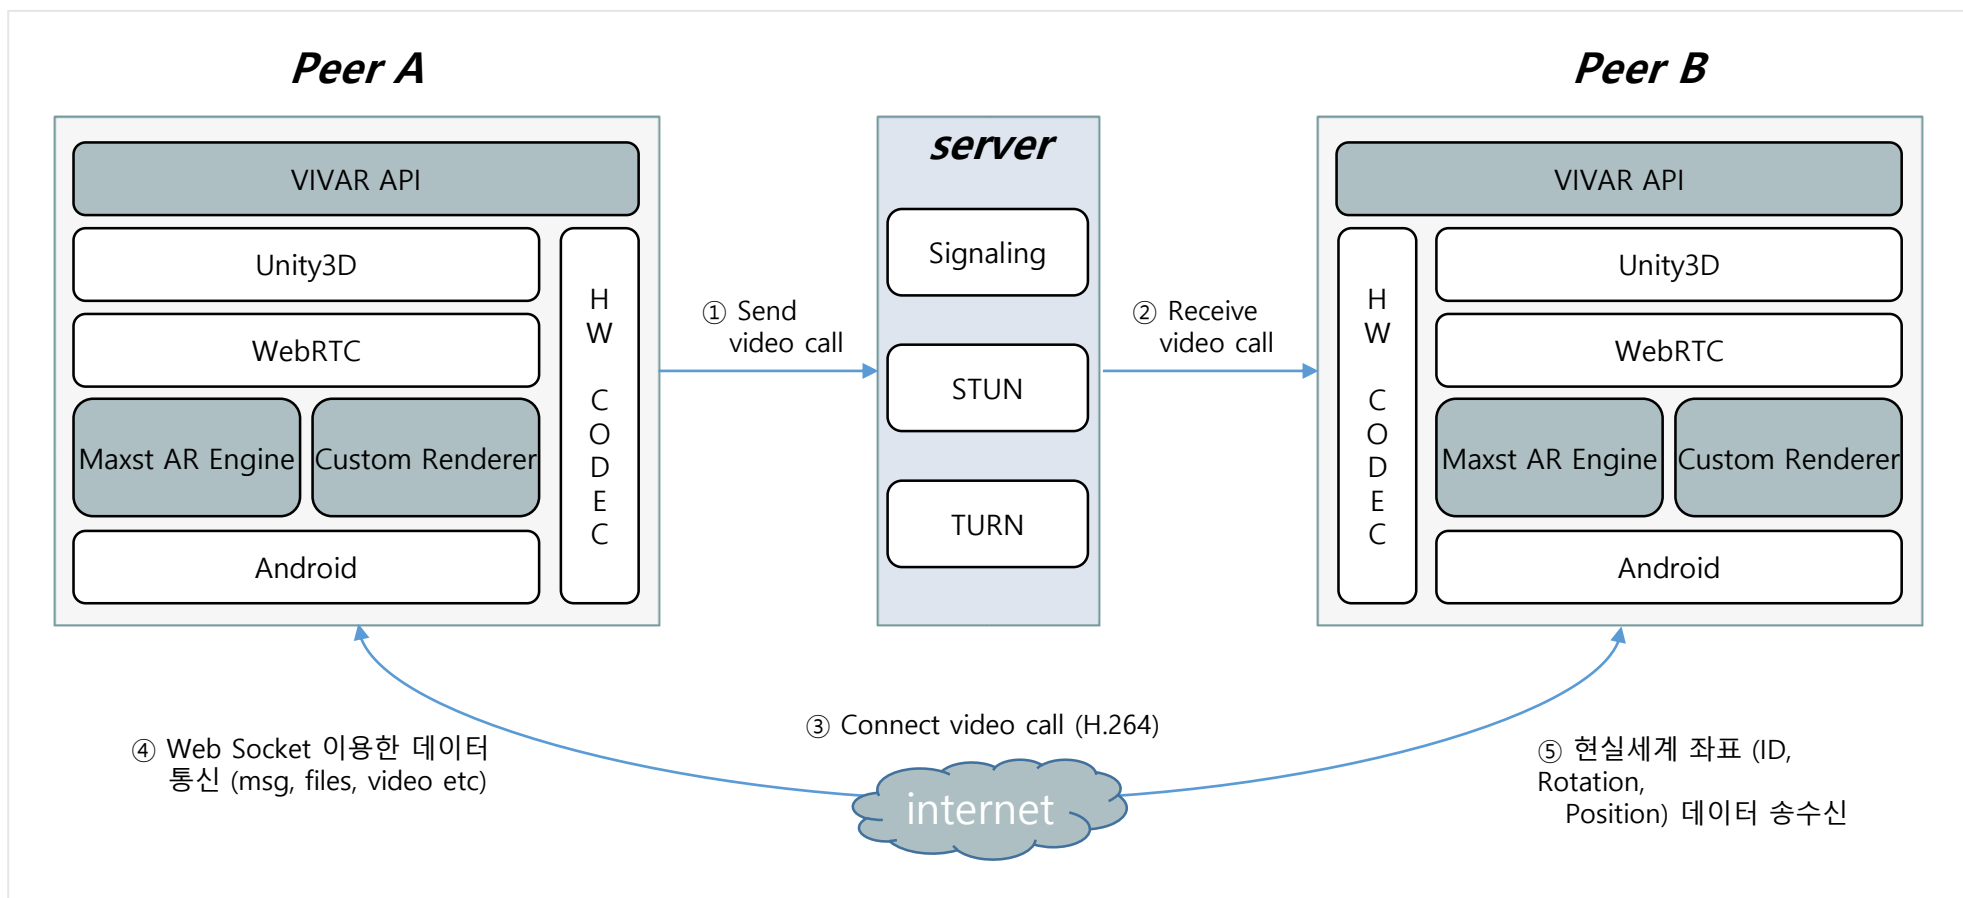 Peer A
VIVAR API
Unity3D
WebRTC
Maxst AR Engine
Custom Renderer
Android
H
W
C
O
D
E
C
① Send
video call
server
Signaling
STUN
TURN
② Receive
video call
Peer B
VIVAR API
H
W
C
O
D
E
C
Unity3D
WebRTC
Maxst AR Engine
Custom Renderer
Android
③ Connect video call (H.264)
④ Web Socket 이용한 데이터
통신 (msg, files, video etc)
internet
⑤ 현실세계 좌표 (ID,
Rotation,
Position) 데이터 송수신